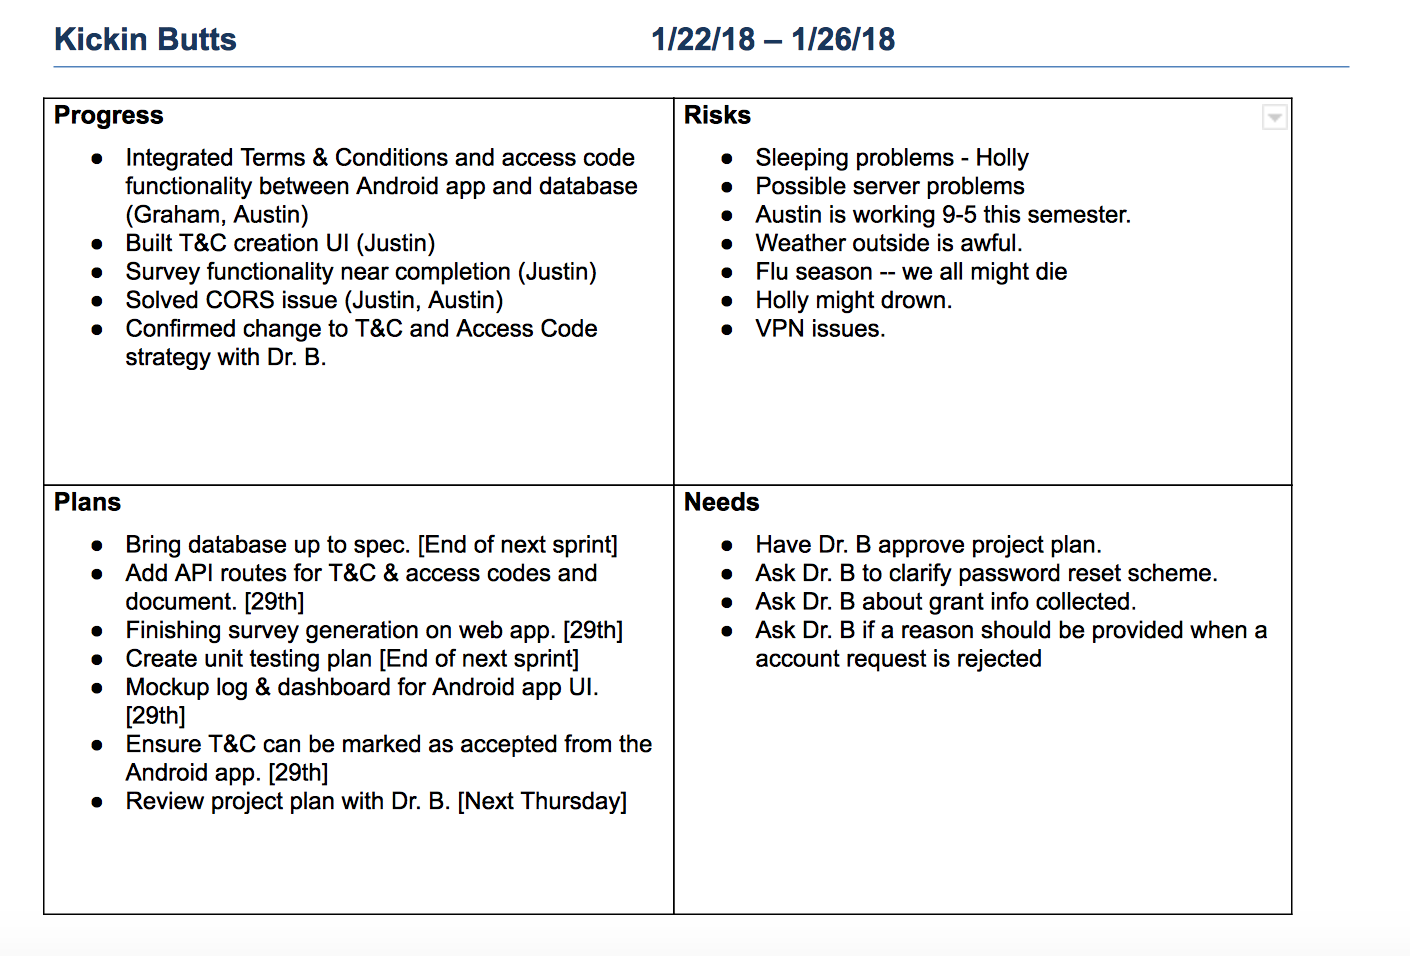 Kickin Butts 1/22/18 – 1/26/18
Progress
● Integrated Terms & Conditions and access code
functionality between Android app and database
(Graham, Austin)
● Built T&C creation UI (Justin)
● Survey functionality near completion (Justin)
● Solved CORS issue (Justin, Austin)
● Confirmed change to T&C and Access Code
strategy with Dr. B.
Risks
● Sleeping problems - Holly
● Possible server problems
● Austin is working 9-5 this semester.
● Weather outside is awful.
● Flu season -- we all might die
● Holly might drown.
● VPN issues.
Plans
● Bring database up to spec. [End of next sprint]
● Add API routes for T&C & access codes and
document. [29th]
● Finishing survey generation on web app. [29th]
● Create unit testing plan [End of next sprint]
● Mockup log & dashboard for Android app UI.
[29th]
● Ensure T&C can be marked as accepted from the
Android app. [29th]
● Review project plan with Dr. B. [Next Thursday]
Needs
● Have Dr. B approve project plan.
● Ask Dr. B to clarify password reset scheme.
● Ask Dr. B about grant info collected.
● Ask Dr. B if a reason should be provided when a
account request is rejected